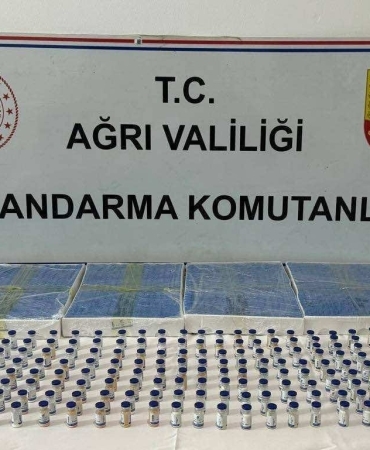 T.C.
AĞRI VALİLİĞİ
ANDARMA KOMUTANL